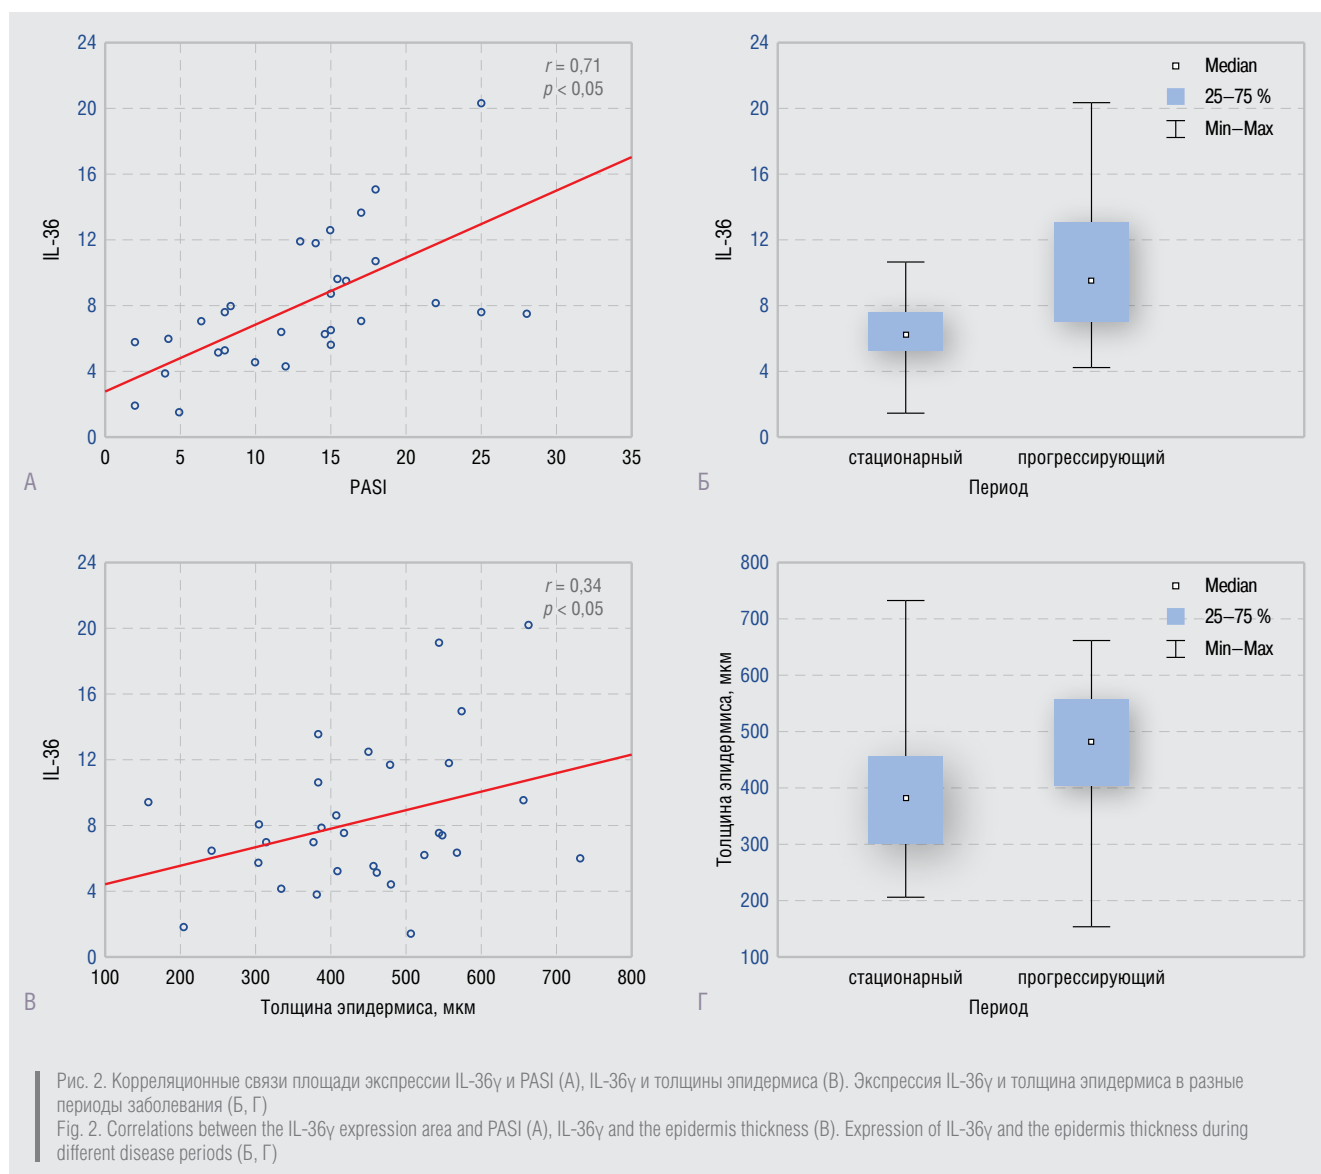 24
20
16
12
8
4
0
IL-36
r = 0,71
p < 0,05
0 5 10 15 20 25 30 35
PASI
А
24
20
16
12
8
4
0
IL-36
Median
25–75 %
Min–Max
стационарный прогрессирующий
Период
Б
24
20
16
12
8
4
0
IL-36
r = 0,34
p < 0,05
100 200 300 400 500 600 700 800
Толщина эпидермиса, мкм
В
800
700
600
500
400
300
200
100
Толщина эпидермиса, мкм
Median
25–75 %
Min–Max
стационарный прогрессирующий
Период
Г
Рис. 2. Корреляционные связи площади экспрессии IL-36γ и PASI (А), IL-36γ и толщины эпидермиса (В). Экспрессия IL-36γ и толщина эпидермиса в разные
периоды заболевания (Б, Г)
Fig. 2. Correlations between the IL-36γ expression area and PASI (A), IL-36γ and the epidermis thickness (B). Expression of IL-36γ and the epidermis thickness during
different disease periods (Б, Г)